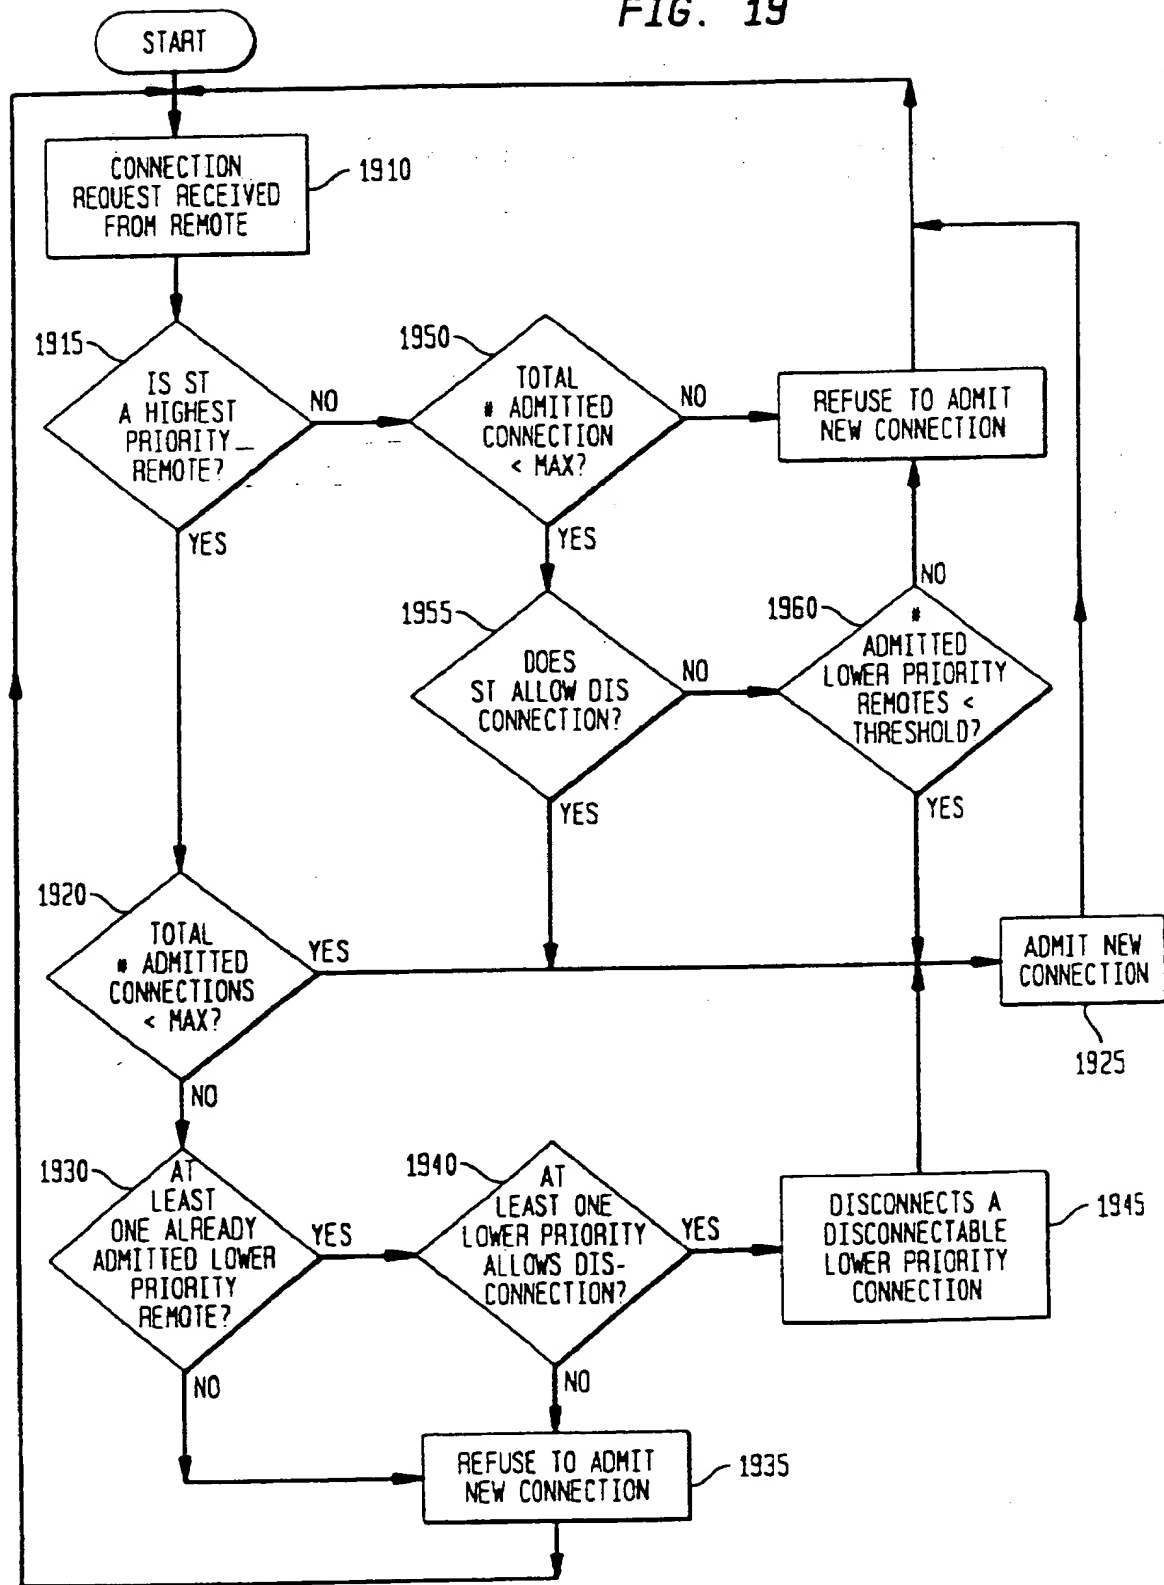 FIG. 19
START
CONNECTION
REQUEST RECEIVED
FROM REMOTE
1910
1915
IS ST
A HIGHEST
PRIORITY
REMOTE?
NO
YES
1950
TOTAL
# ADMITTED
CONNECTION
< MAX?
NO
YES
REFUSE TO ADMIT
NEW CONNECTION
1955
DOES
ST ALLOW DIS
CONNECTION?
NO
YES
1960
NO
#
ADMITTED
LOWER PRIORITY
REMOTES <
THRESHOLD?
YES
1920
TOTAL
# ADMITTED
CONNECTIONS
< MAX?
YES
NO
ADMIT NEW
CONNECTION
1925
1930
AT
LEAST
ONE ALREADY
ADMITTED LOWER
PRIORITY
REMOTE?
YES
NO
1940
AT
LEAST ONE
LOWER PRIORITY
ALLOWS DIS-
CONNECTION?
YES
NO
DISCONNECTS A
DISCONNECTABLE
LOWER PRIORITY
CONNECTION
1945
REFUSE TO ADMIT
NEW CONNECTION
1935